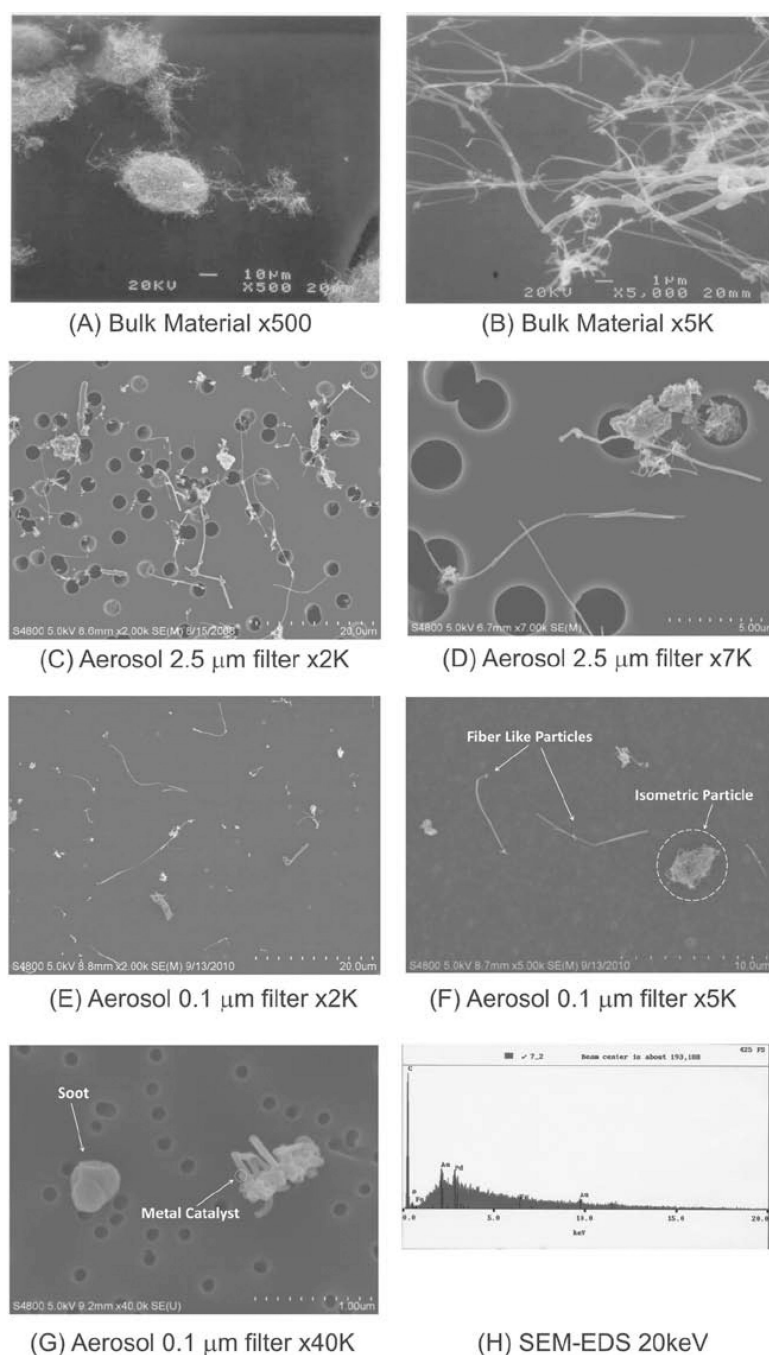 20KV 10µm
X500 20mm
(A) Bulk Material x500
1µm
20KV X5,000 20mm
(B) Bulk Material x5K
S4800 5.0kV 8.6mm x2.00k SE(M) 20.0um
(C) Aerosol 2.5 µm filter x2K
S4800 5.0kV 6.7mm x7.00k SE(M) 5.00um
(D) Aerosol 2.5 µm filter x7K
S4800 5.0kV 8.8mm x2.00k SE(M) 9/13/2010 20.0um
(E) Aerosol 0.1 µm filter x2K
Fiber Like Particles
Isometric Particle
S4800 5.0kV 8.7mm x5.00k SE(M) 9/13/2010 10.0um
(F) Aerosol 0.1 µm filter x5K
Soot
Metal Catalyst
S4800 5.0kV 9.2mm x40.0k SE(U) 1.00um
(G) Aerosol 0.1 µm filter x40K
425 FS
7_2 Beam center is about 193,188
C
Au
Pd
Au
0.0 5.0 10.0 15.0 20.0
keV
(H) SEM-EDS 20keV